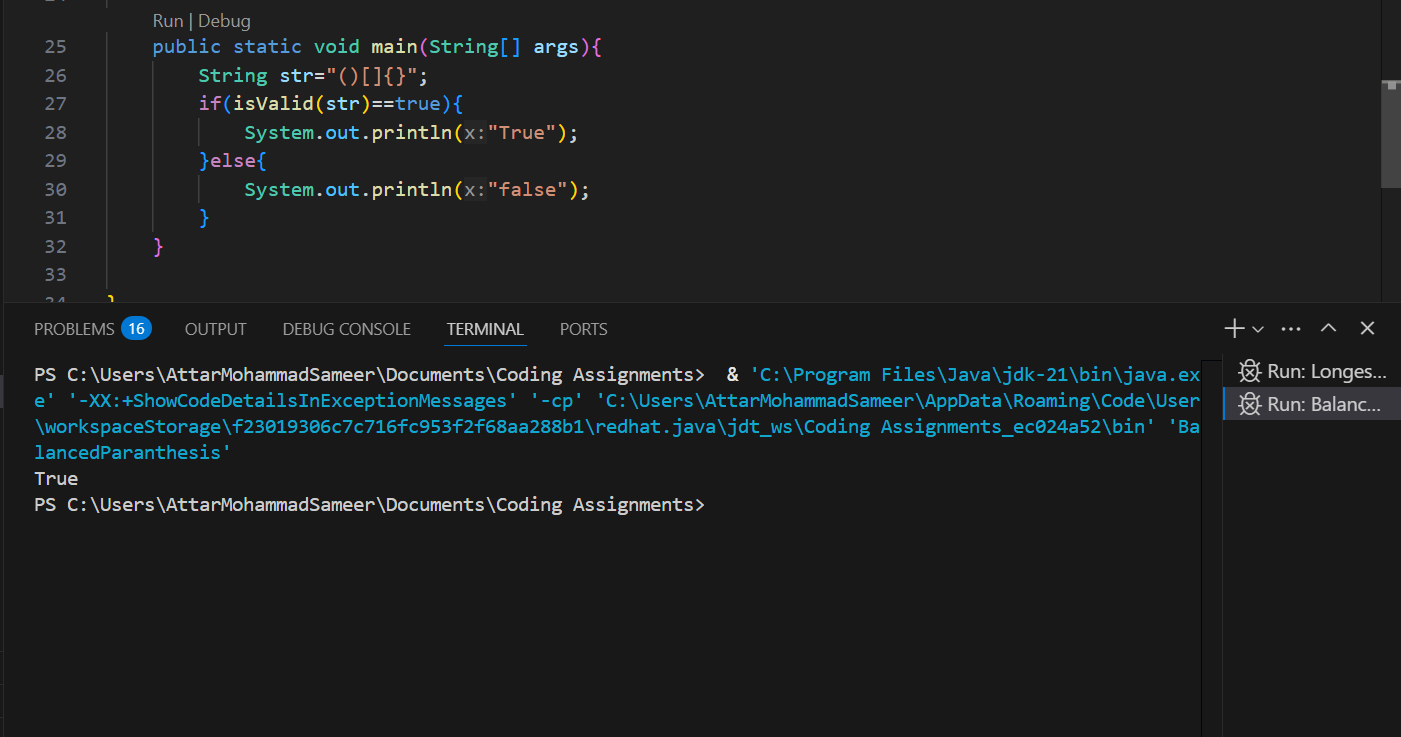 Run | Debug
25 public static void main(String[] args){
26 String str="()[]{}";
27 if(isValid(str)==true){
28 System.out.println(x:"True");
29 }else{
30 System.out.println(x:"false");
31 }
32 }
33
34 }
PROBLEMS 16 OUTPUT DEBUG CONSOLE TERMINAL PORTS
PS C:\Users\AttarMohammadSameer\Documents\Coding Assignments>  & 'C:\Program Files\Java\jdk-21\bin\java.ex
e' '-XX:+ShowCodeDetailsInExceptionMessages' '-cp' 'C:\Users\AttarMohammadSameer\AppData\Roaming\Code\User
\workspaceStorage\f23019306c7c716fc953f2f68aa288b1\redhat.java\jdt_ws\Coding Assignments_ec024a52\bin' 'Ba
lancedParanthesis'
True
PS C:\Users\AttarMohammadSameer\Documents\Coding Assignments>
Run: Longes...
Run: Balanc...